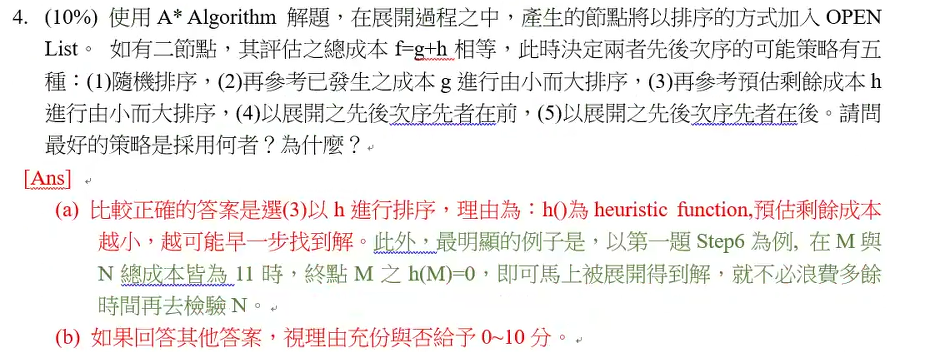 4. (10%) 使用 A* Algorithm 解題，在展開過程之中，產生的節點將以排序的方式加入 OPEN
List。 如有二節點，其評估之總成本 f=g+h 相等，此時決定兩者先後次序的可能策略有五
種：(1)隨機排序，(2)再參考已發生之成本 g 進行由小而大排序，(3)再參考預估剩餘成本 h
進行由小而大排序，(4)以展開之先後次序先者在前，(5)以展開之先後次序先者在後。請問
最好的策略是採用何者？為什麼？
[Ans]
(a) 比較正確的答案是選(3)以 h 進行排序，理由為：h()為 heuristic function,預估剩餘成本
越小，越可能早一步找到解。此外，最明顯的例子是，以第一題 Step6 為例, 在 M 與
N 總成本皆為 11 時，終點 M 之 h(M)=0，即可馬上被展開得到解，就不必浪費多餘
時間再去檢驗 N。
(b) 如果回答其他答案，視理由充份與否給予 0~10 分。